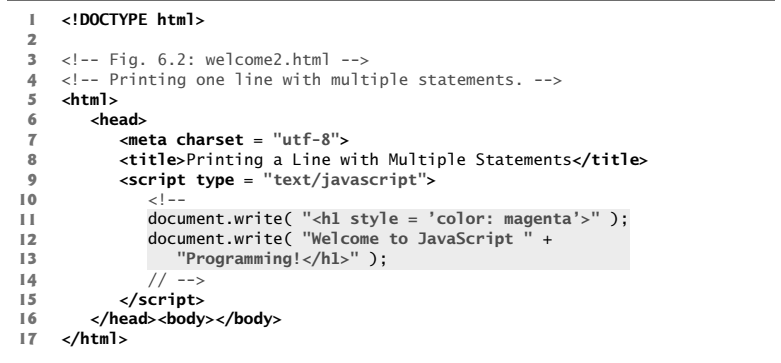 1 <!DOCTYPE html>
2
3 <!-- Fig. 6.2: welcome2.html -->
4 <!-- Printing one line with multiple statements. -->
5 <html>
6    <head>
7       <meta charset = "utf-8">
8       <title>Printing a Line with Multiple Statements</title>
9       <script type = "text/javascript">
10          <!--
11          document.write( "<h1 style = ’color: magenta’>" );
12          document.write( "Welcome to JavaScript " +
13             "Programming!</h1>" );
14          // -->
15       </script>
16    </head><body></body>
17 </html>